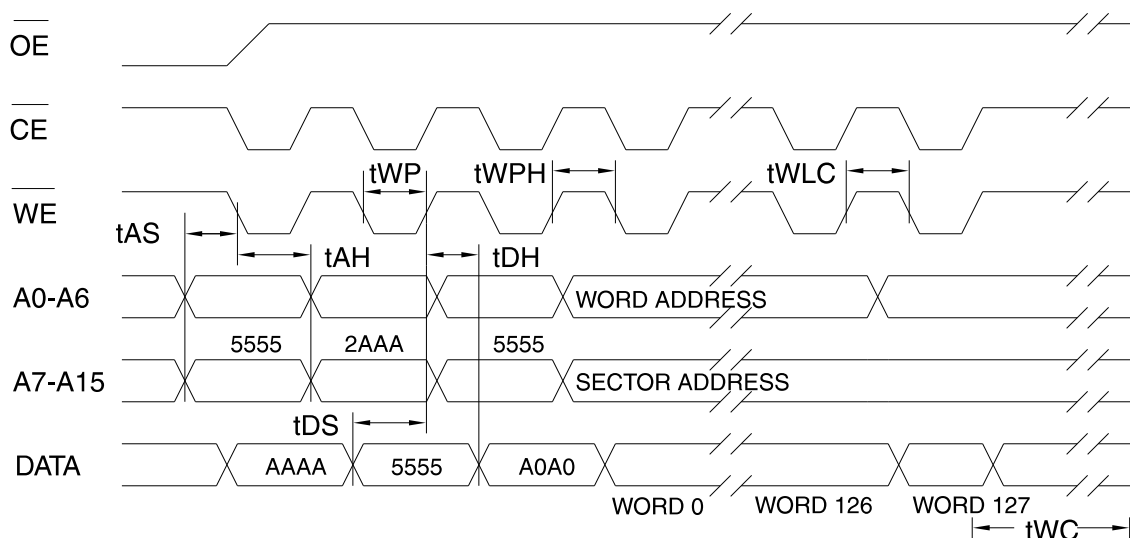 OE
CE
tWP tWPH tWLC
WE
tAS
tAH tDH
A0-A6 WORD ADDRESS
5555 2AAA 5555
A7-A15 SECTOR ADDRESS
tDS
DATA AAAA 5555 A0A0
WORD 0 WORD 126 WORD 127
tWC